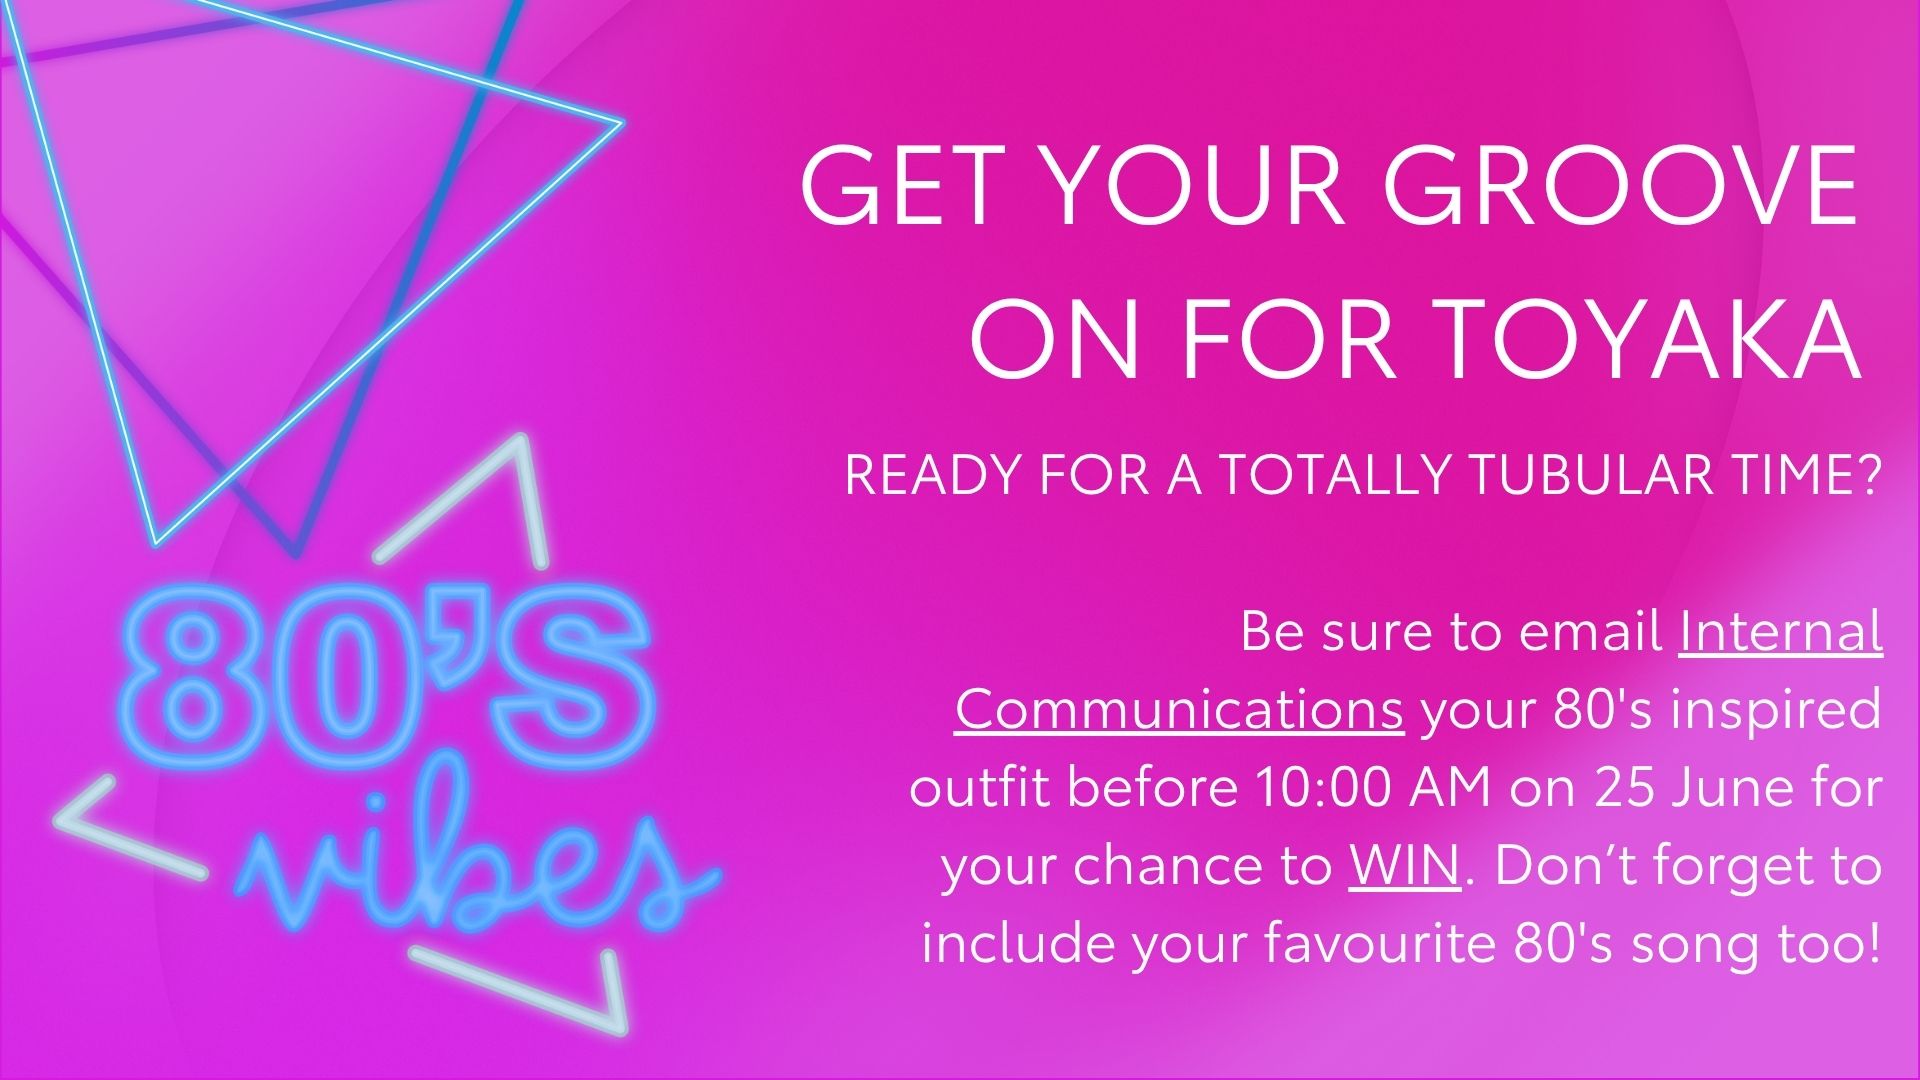 GET YOUR GROOVE
ON FOR TOYAKA
READY FOR A TOTALLY TUBULAR TIME?
80'S
vibes
Be sure to email Internal
Communications your 80's inspired
outfit before 10:00 AM on 25 June for
your chance to WIN. Don’t forget to
include your favourite 80's song too!